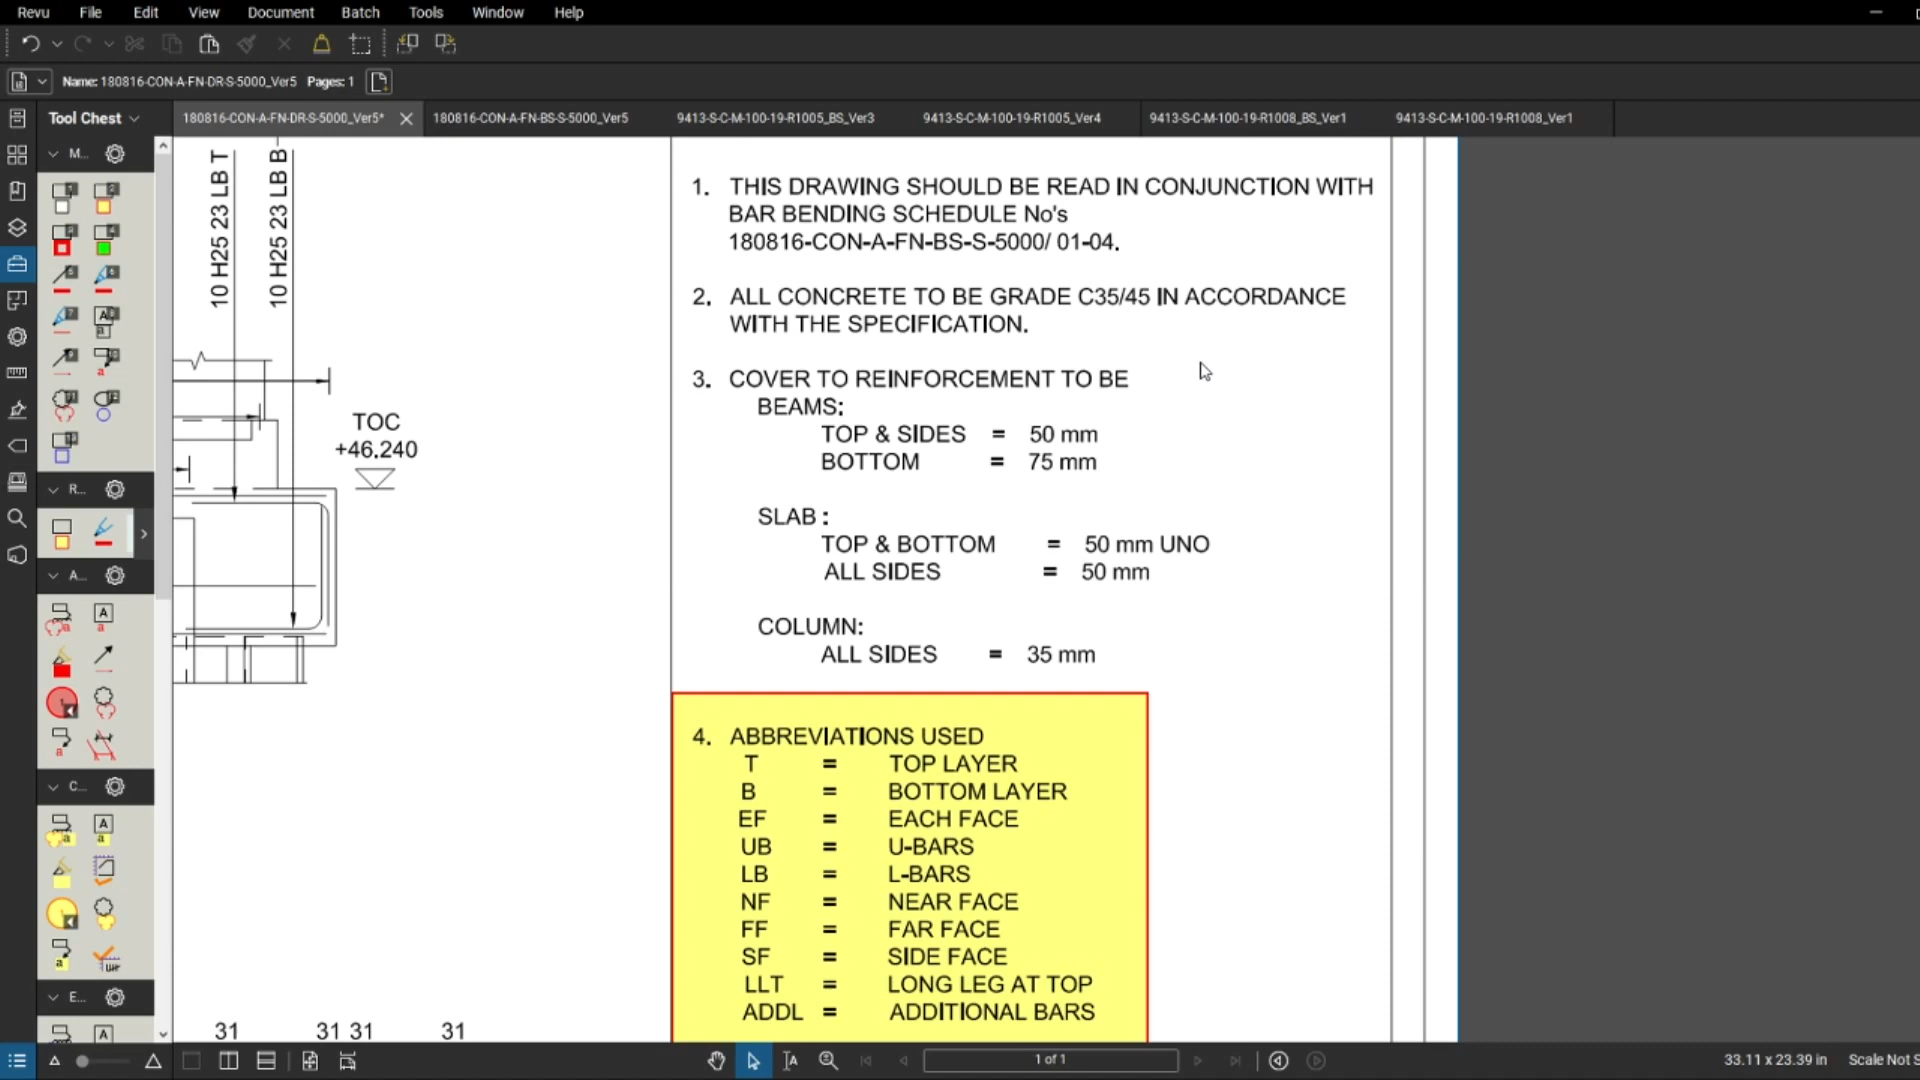 Revu File Edit View Document Batch Tools Window Help
Name: 180816-CON-A-FN-DR-S-5000_Ver5 Pages: 1
Tool Chest
180816-CON-A-FN-DR-S-5000_Ver5*
180816-CON-A-FN-BS-S-5000_Ver5
9413-S-C-M-100-19-R1005_BS_Ver3
9413-S-C-M-100-19-R1005_Ver4
9413-S-C-M-100-19-R1008_BS_Ver1
9413-S-C-M-100-19-R1008_Ver1
M...
R...
A...
C...
E...
10 H25 23 LB T
10 H25 23 LB B
TOC
+46.240
31 31 31 31
1. THIS DRAWING SHOULD BE READ IN CONJUNCTION WITH
BAR BENDING SCHEDULE No's
180816-CON-A-FN-BS-S-5000/ 01-04.
2. ALL CONCRETE TO BE GRADE C35/45 IN ACCORDANCE
WITH THE SPECIFICATION.
3. COVER TO REINFORCEMENT TO BE
BEAMS:
TOP & SIDES = 50 mm
BOTTOM = 75 mm
SLAB :
TOP & BOTTOM = 50 mm UNO
ALL SIDES = 50 mm
COLUMN:
ALL SIDES = 35 mm
4. ABBREVIATIONS USED
T = TOP LAYER
B = BOTTOM LAYER
EF = EACH FACE
UB = U-BARS
LB = L-BARS
NF = NEAR FACE
FF = FAR FACE
SF = SIDE FACE
LLT = LONG LEG AT TOP
ADDL = ADDITIONAL BARS
1 of 1
33.11 x 23.39 in
Scale Not S